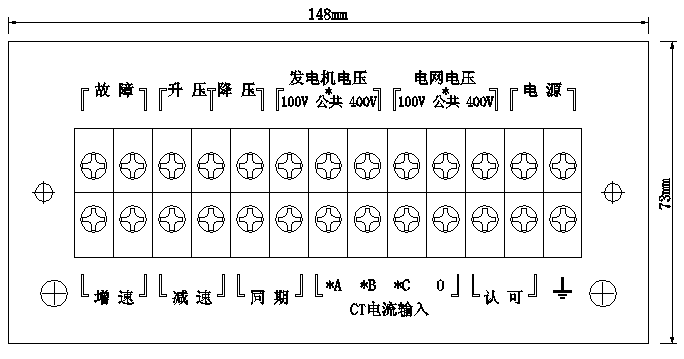 148mm
发电机电压 电网电压
故障 升压 降压 * * 电源
100V 公共 400V 100V 公共 400V
73mm
增速 减速 同期 *A *B *C 0 认可
CT电流输入